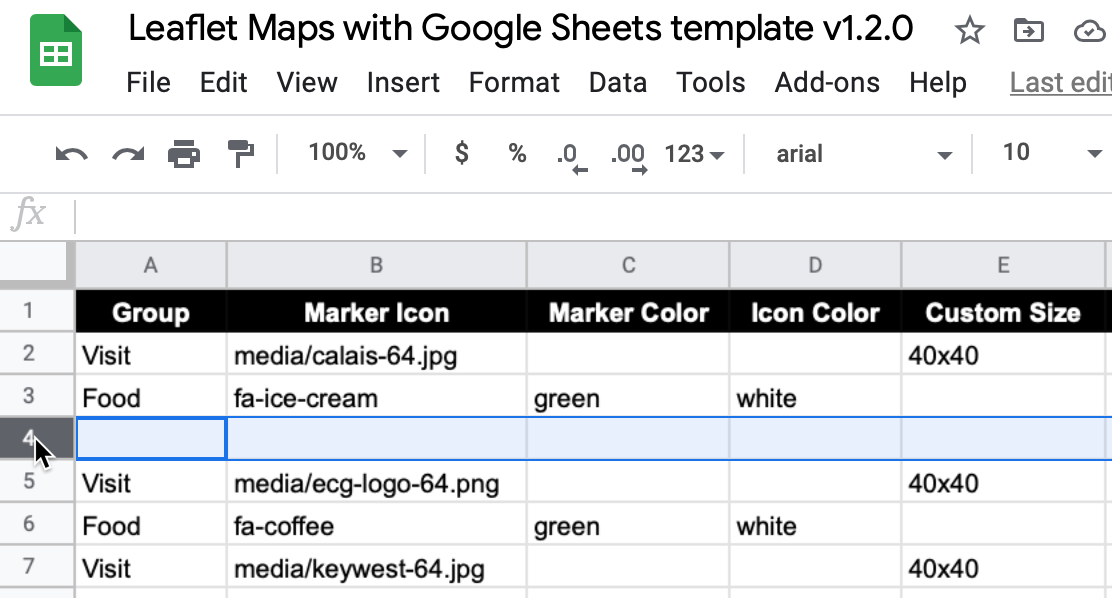 Leaflet Maps with Google Sheets template v1.2.0
File Edit View Insert Format Data Tools Add-ons Help Last edit
100% $ % .0 .00 123 arial 10
fx
A B C D E
1 Group Marker Icon Marker Color Icon Color Custom Size
2 Visit media/calais-64.jpg 40x40
3 Food fa-ice-cream green white
4
5 Visit media/ecg-logo-64.png 40x40
6 Food fa-coffee green white
7 Visit media/keywest-64.jpg 40x40